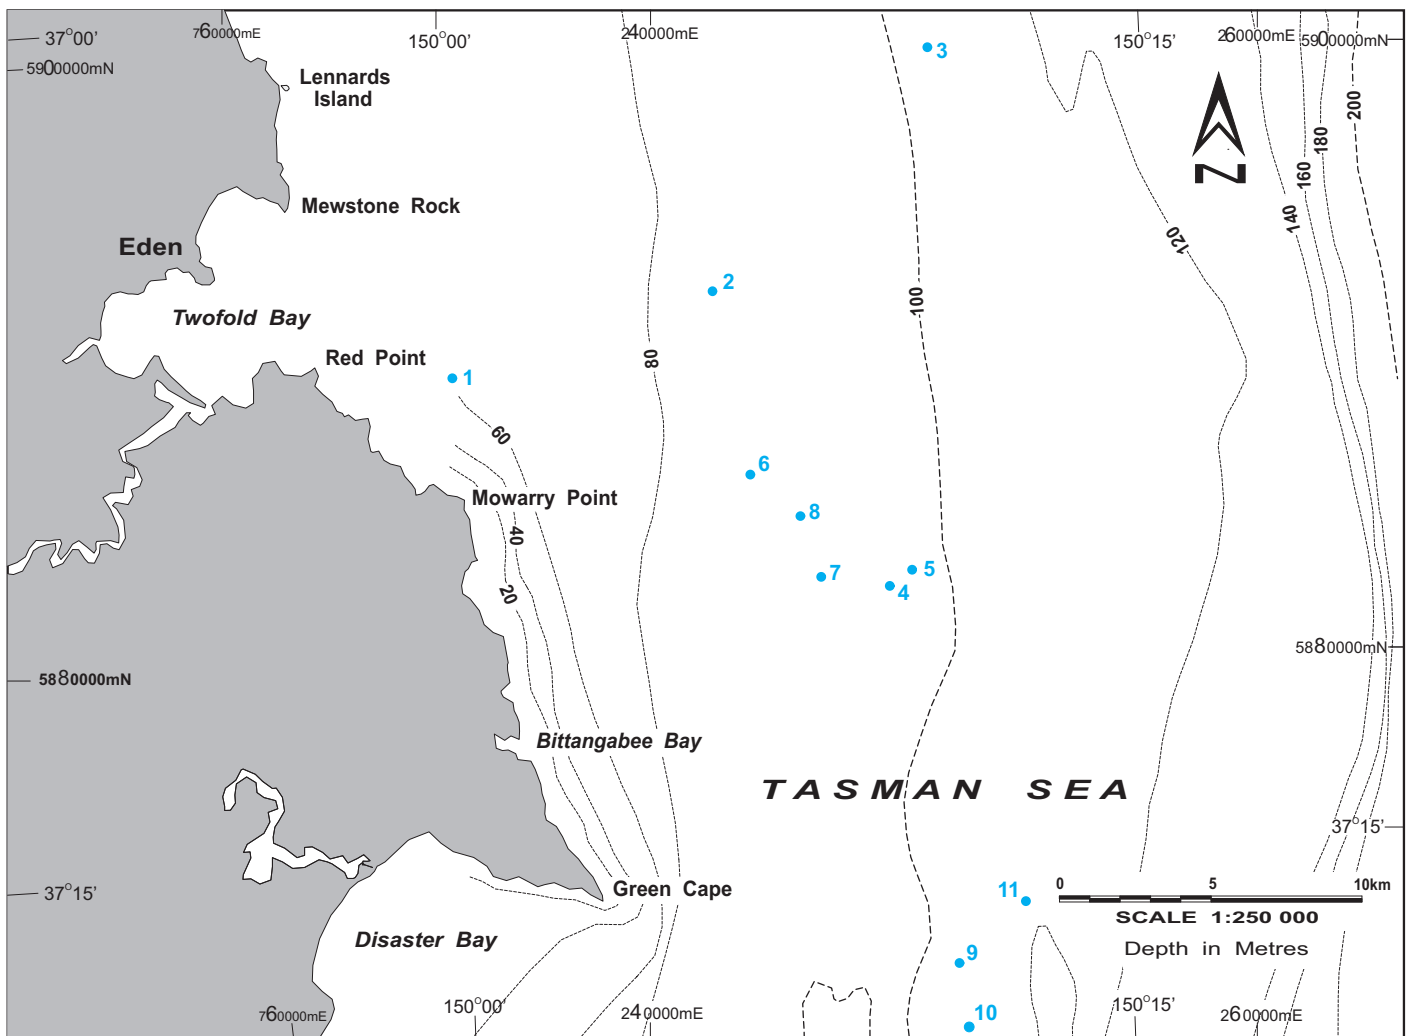 760000mE
240000mE
260000mE
37°00'
150°00'
150°15'
5900000mN
5900000mN
Lennards
Island
3
200
180
160
140
120
Mewstone Rock
Eden
2
100
Twofold Bay
Red Point
1
80
60
6
Mowarry Point
8
40
5
7
4
20
5880000mN
5880000mN
Bittangabee Bay
TASMAN SEA
37°15'
37°15'
Green Cape
11
0 5 10km
SCALE 1:250 000
Depth in Metres
Disaster Bay
9
10
760000mE
150°00'
240000mE
150°15'
260000mE
N